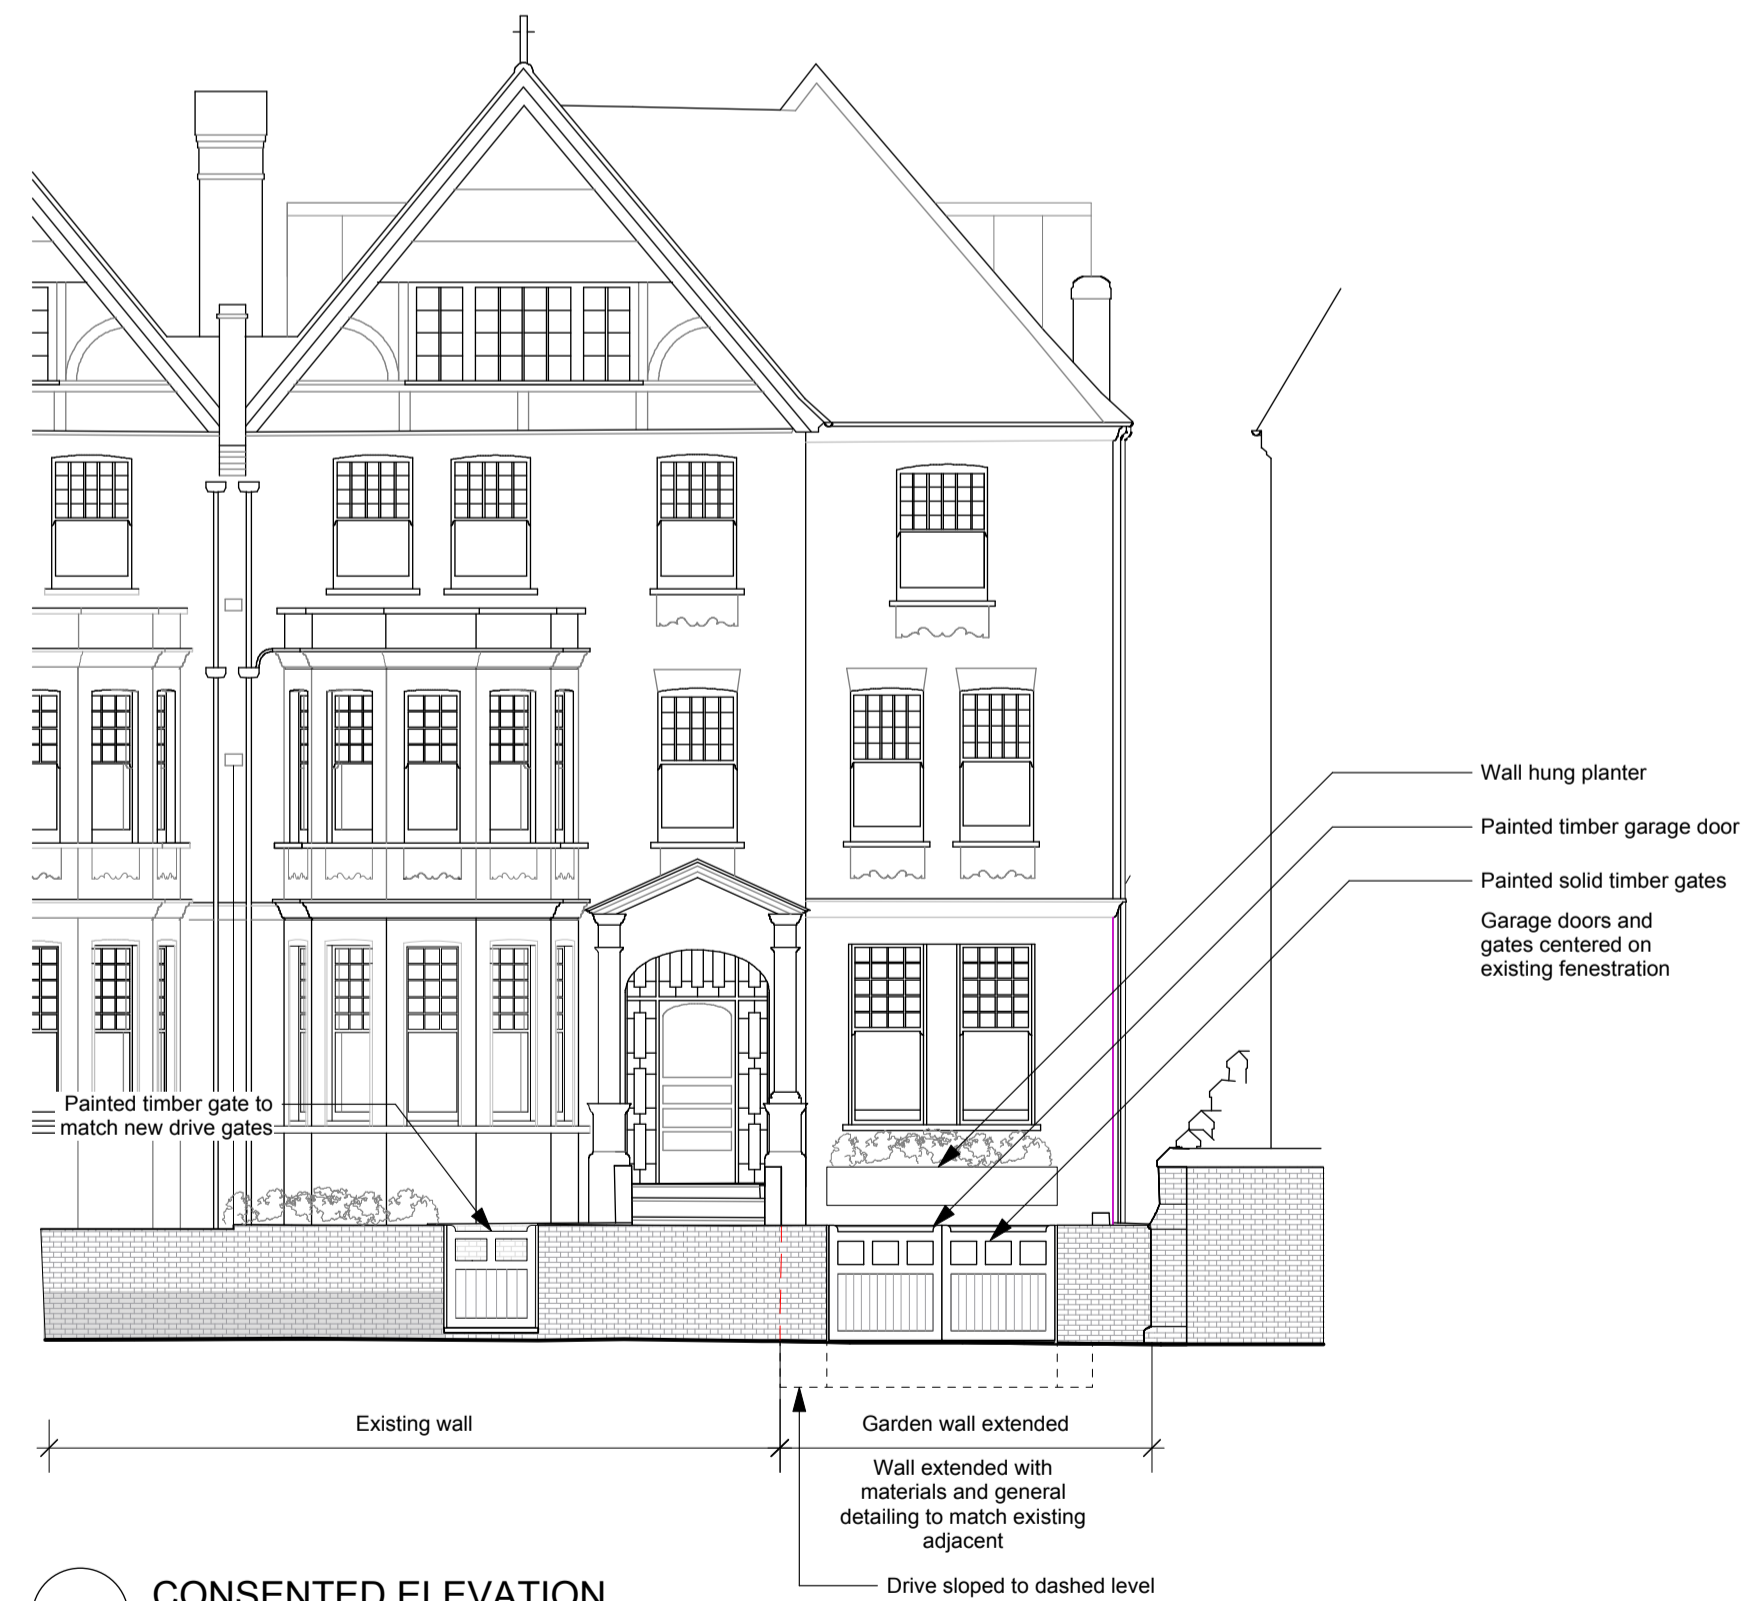 Wall hung planter
Painted timber garage door
Painted solid timber gates
Garage doors and
gates centered on
existing fenestration
Painted timber gate to
match new drive gates
Existing wall
Garden wall extended
Wall extended with
materials and general
detailing to match existing
adjacent
Drive sloped to dashed level
CONSENTED ELEVATION